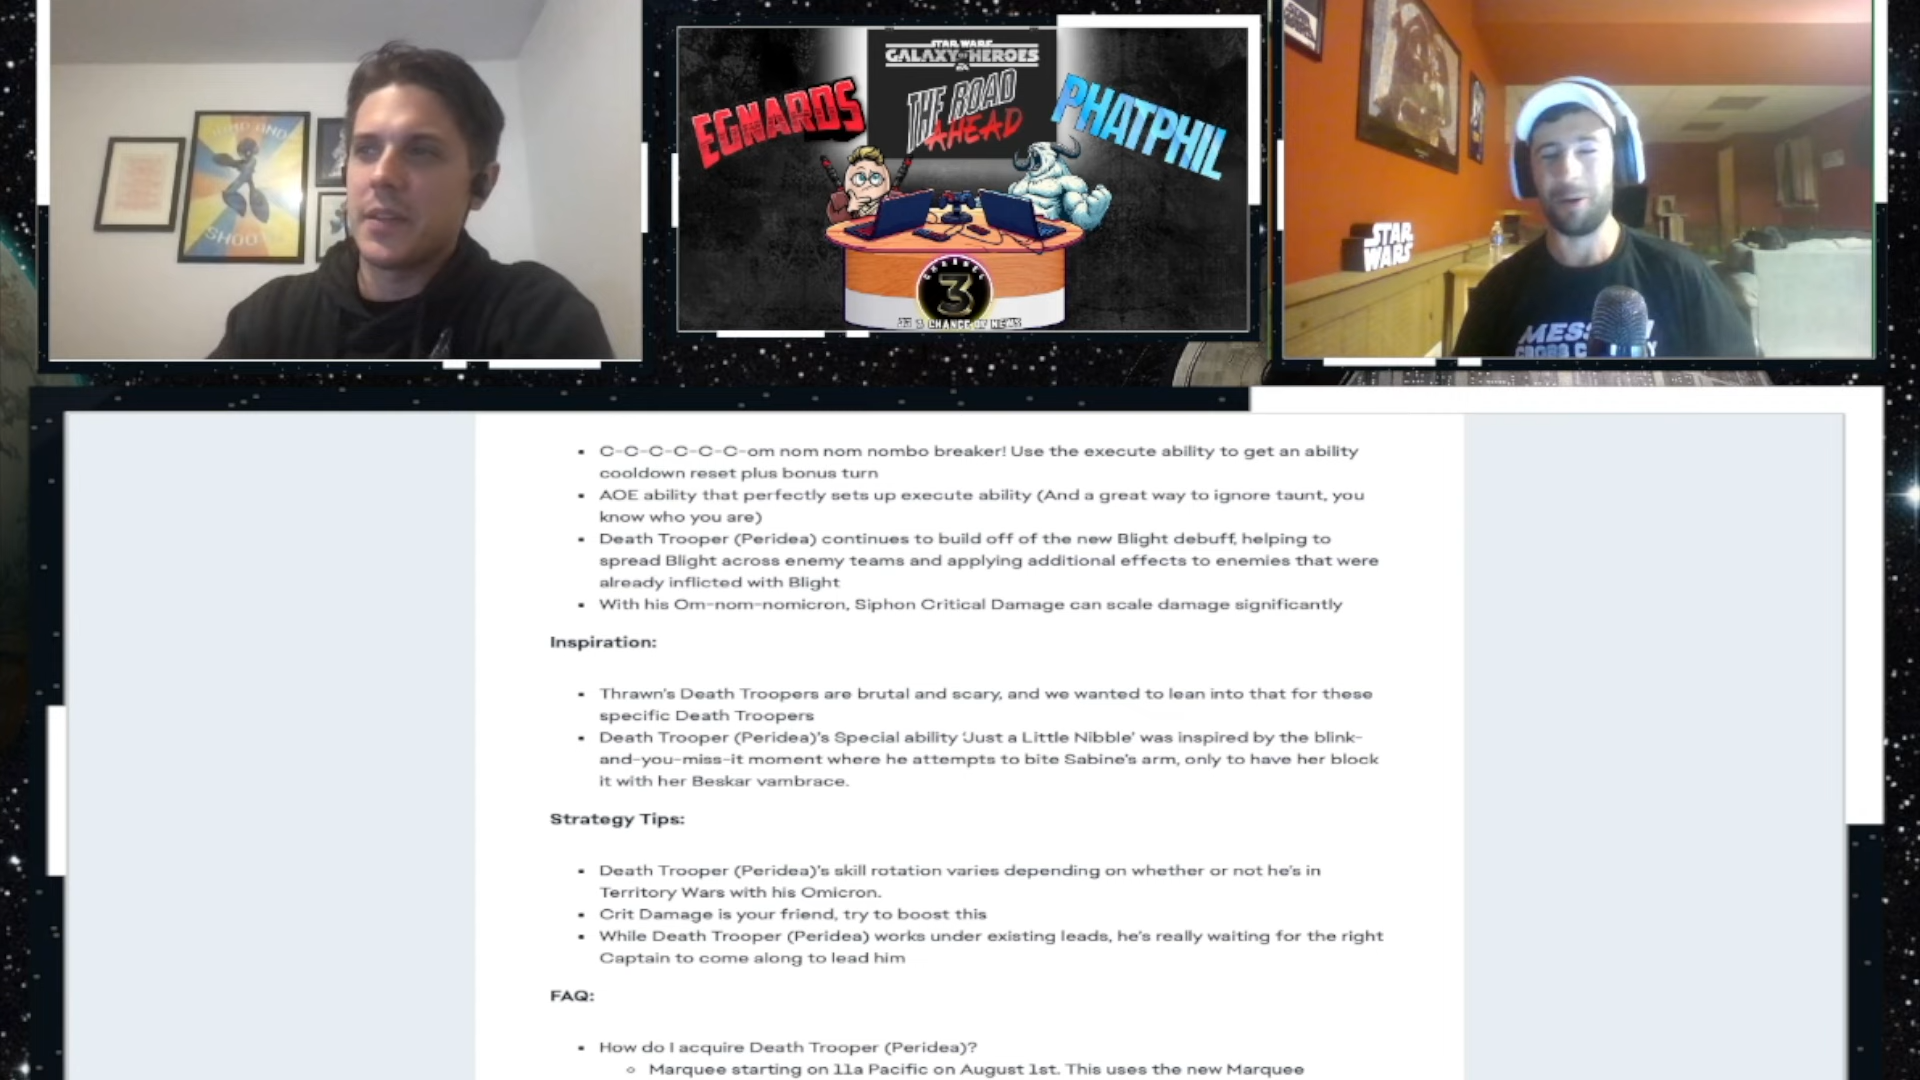 JUMP AND
SHOOT
STAR WARS
GALAXY OF HEROES
EA
EGNARDS
THE ROAD
AHEAD
PHATPHIL
CHANNEL
3
33% CHANCE OF NEWS
STAR
WARS
C-C-C-C-C-C-om nom nom nombo breaker! Use the execute ability to get an ability
cooldown reset plus bonus turn
AOE ability that perfectly sets up execute ability (And a great way to ignore taunt, you
know who you are)
Death Trooper (Peridea) continues to build off of the new Blight debuff, helping to
spread Blight across enemy teams and applying additional effects to enemies that were
already inflicted with Blight
With his Om-nom-nomicron, Siphon Critical Damage can scale damage significantly
Inspiration:
Thrawn's Death Troopers are brutal and scary, and we wanted to lean into that for these
specific Death Troopers
Death Trooper (Peridea)'s Special ability 'Just a Little Nibble' was inspired by the blink-
and-you-miss-it moment where he attempts to bite Sabine's arm, only to have her block
it with her Beskar vambrace.
Strategy Tips:
Death Trooper (Peridea)'s skill rotation varies depending on whether or not he's in
Territory Wars with his Omicron.
Crit Damage is your friend, try to boost this
While Death Trooper (Peridea) works under existing leads, he's really waiting for the right
Captain to come along to lead him
FAQ:
How do I acquire Death Trooper (Peridea)?
Marquee starting on 11a Pacific on August 1st. This uses the new Marquee